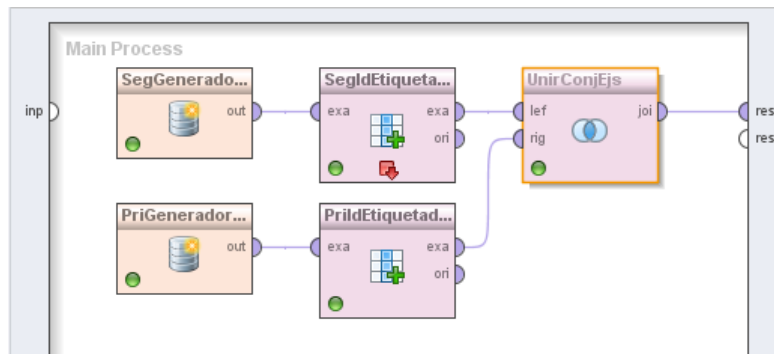 Main Process
SegGenerado...
SegIdEtiqueta...
UnirConjEjs
inp
out
exa
exa
lef
joi
res
ori
rig
res
PriGenerador...
PriIdEtiquetad...
out
exa
exa
ori